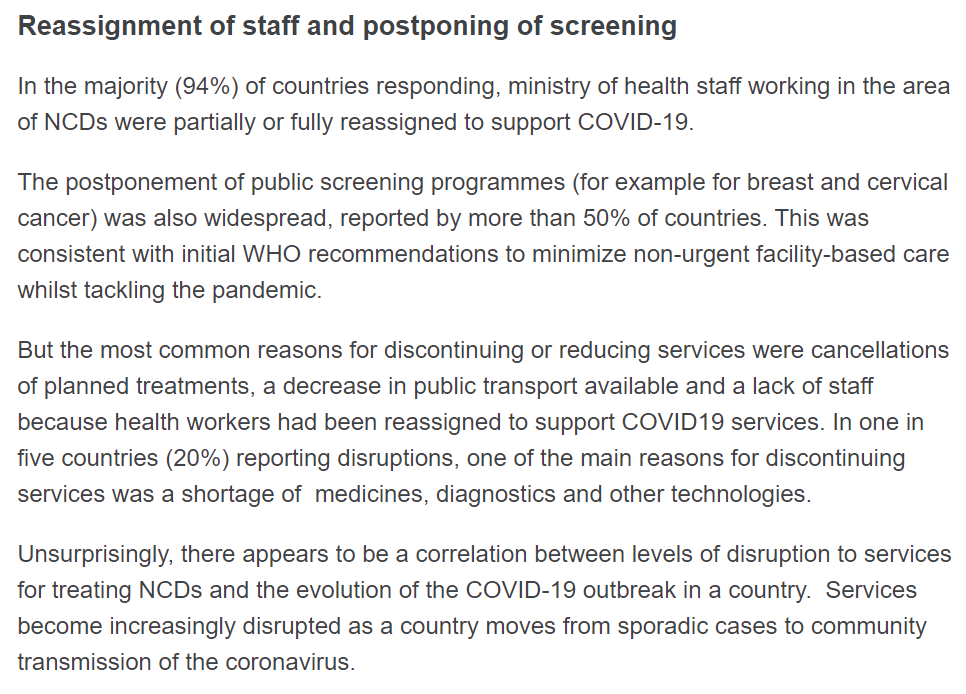 Reassignment of staff and postponing of screening
In the majority (94%) of countries responding, ministry of health staff working in the area
of NCDs were partially or fully reassigned to support COVID-19.
The postponement of public screening programmes (for example for breast and cervical
cancer) was also widespread, reported by more than 50% of countries. This was
consistent with initial WHO recommendations to minimize non-urgent facility-based care
whilst tackling the pandemic.
But the most common reasons for discontinuing or reducing services were cancellations
of planned treatments, a decrease in public transport available and a lack of staff
because health workers had been reassigned to support COVID19 services. In one in
five countries (20%) reporting disruptions, one of the main reasons for discontinuing
services was a shortage of  medicines, diagnostics and other technologies.
Unsurprisingly, there appears to be a correlation between levels of disruption to services
for treating NCDs and the evolution of the COVID-19 outbreak in a country.  Services
become increasingly disrupted as a country moves from sporadic cases to community
transmission of the coronavirus.